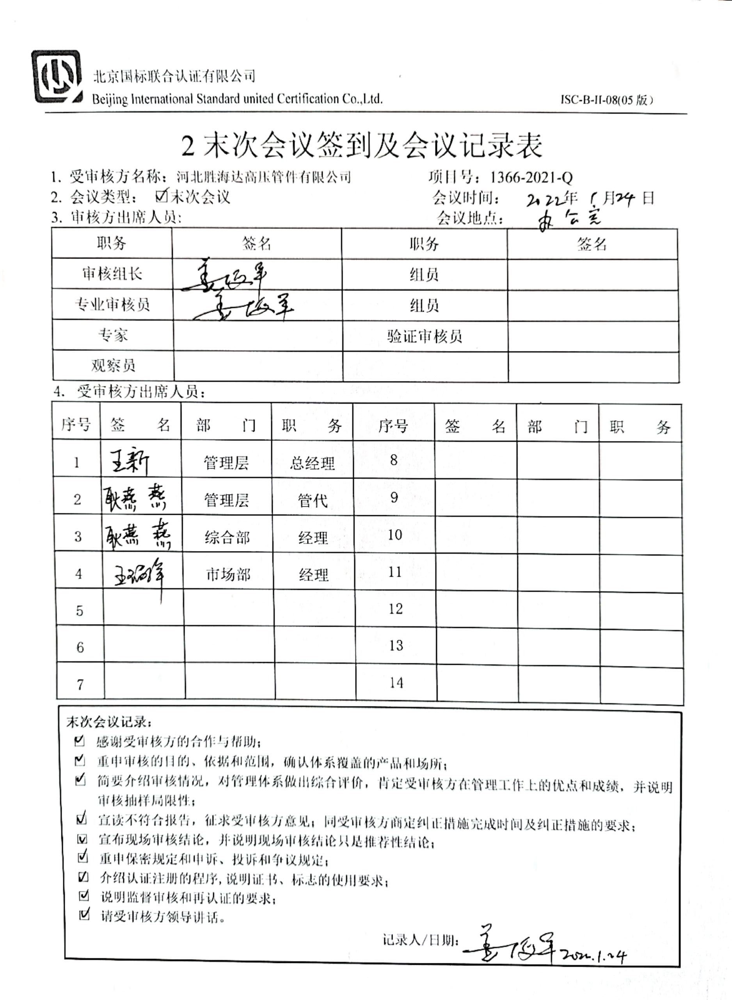 北京国标联合认证有限公司
Beijing International Standard united Certification Co.,Ltd.
ISC-B-II-08(05 版)
2 末次会议签到及会议记录表
1. 受审核方名称：河北胜海达高压管件有限公司 项目号：1366-2021-Q
2. 会议类型： ☑末次会议 会议时间： 2022年 1月24日
3. 审核方出席人员: 会议地点： 办公室
职务 签名 职务 签名
审核组长 组员
专业审核员 组员
专家 验证审核员
观察员
4. 受审核方出席人员：
序号 签 名 部 门 职 务 序号 签 名 部 门 职 务
1 王新 管理层 总经理 8
2 耿燕燕 管理层 管代 9
3 耿燕燕 综合部 经理 10
4 市场部 经理 11
5 12
6 13
7 14
末次会议记录：
☑ 感谢受审核方的合作与帮助；
☑ 重申审核的目的、依据和范围，确认体系覆盖的产品和场所；
☑ 简要介绍审核情况，对管理体系做出综合评价，肯定受审核方在管理工作上的优点和成绩，并说明
审核抽样局限性；
☑ 宣读不符合报告，征求受审核方意见；同受审核方商定纠正措施完成时间及纠正措施的要求；
☑ 宣布现场审核结论，并说明现场审核结论只是推荐性结论；
☑ 重申保密规定和申诉、投诉和争议规定；
☑ 介绍认证注册的程序,说明证书、标志的使用要求；
☑ 说明监督审核和再认证的要求；
☑ 请受审核方领导讲话。
记录人/日期： 2022.1.24